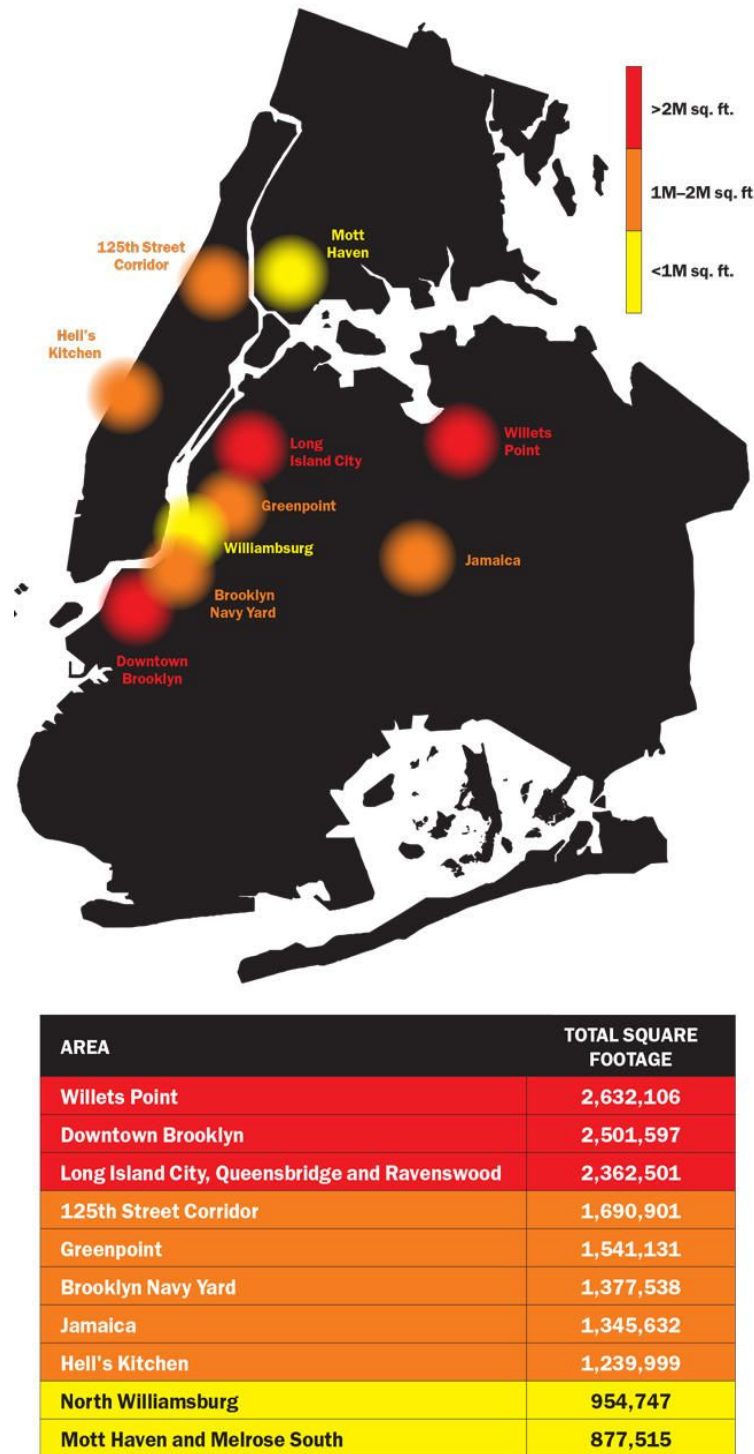 >2M sq. ft.
1M–2M sq. ft
<1M sq. ft.
125th Street
Corridor
Mott
Haven
Hell's
Kitchen
Long
Island City
Willets
Point
Greenpoint
Williambsurg
Jamaica
Brooklyn
Navy Yard
Downtown
Brooklyn
AREA TOTAL SQUARE FOOTAGE
Willets Point 2,632,106
Downtown Brooklyn 2,501,597
Long Island City, Queensbridge and Ravenswood 2,362,501
125th Street Corridor 1,690,901
Greenpoint 1,541,131
Brooklyn Navy Yard 1,377,538
Jamaica 1,345,632
Hell's Kitchen 1,239,999
North Williamsburg 954,747
Mott Haven and Melrose South 877,515